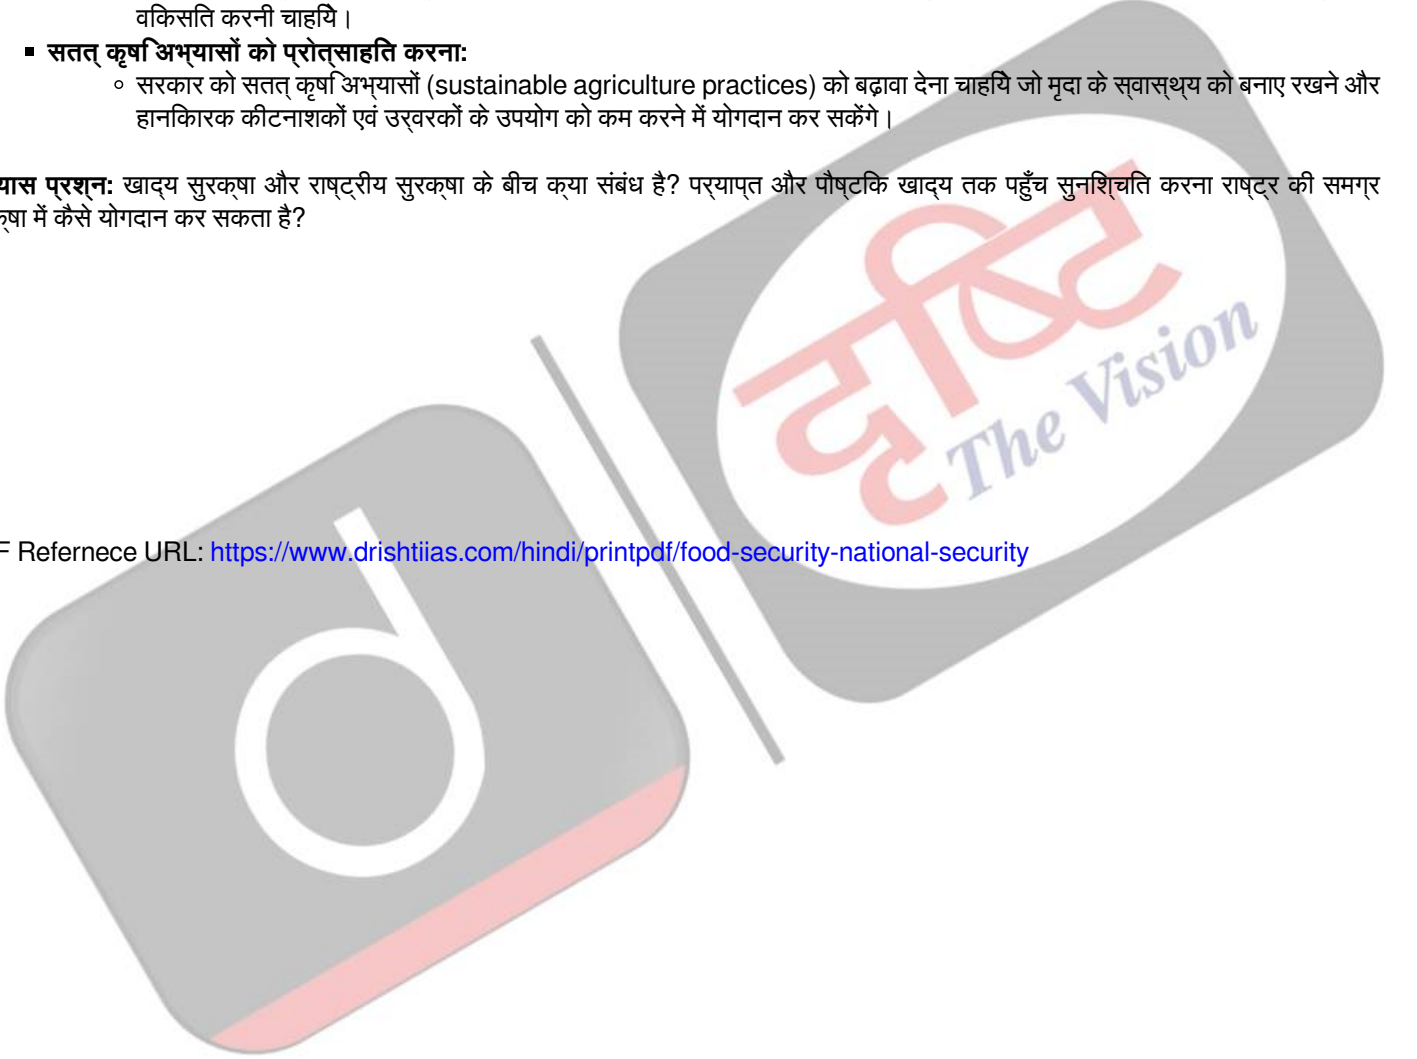 विकसित करनी चाहिये।
▪ सतत् कृषि अभ्यासों को प्रोत्साहित करना:
◦ सरकार को सतत् कृषि अभ्यासों (sustainable agriculture practices) को बढ़ावा देना चाहिये जो मृदा के स्वास्थ्य को बनाए रखने और
हानिकारक कीटनाशकों एवं उर्वरकों के उपयोग को कम करने में योगदान कर सकेंगे।
यास प्रश्न: खाद्य सुरक्षा और राष्ट्रीय सुरक्षा के बीच क्या संबंध है? पर्याप्त और पौष्टिक खाद्य तक पहुँच सुनिश्चित करना राष्ट्र की समग्र
क्षा में कैसे योगदान कर सकता है?
दृष्टि
The Vision
F Refernece URL: https://www.drishtiias.com/hindi/printpdf/food-security-national-security
d